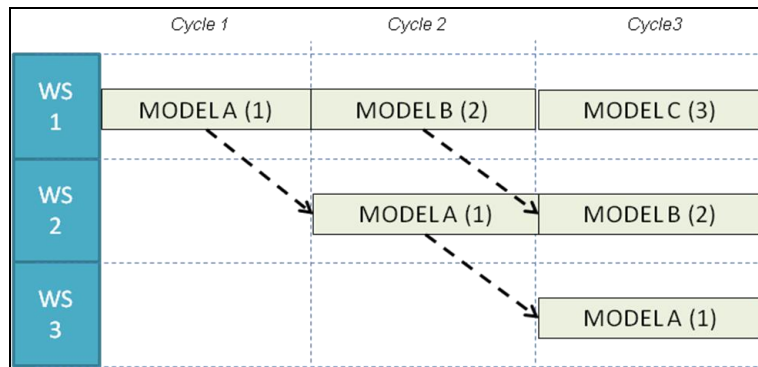 Cycle 1 Cycle 2 Cycle3
WS
1
MODEL A (1) MODEL B (2) MODEL C (3)
WS
2
MODEL A (1) MODEL B (2)
WS
3
MODEL A (1)